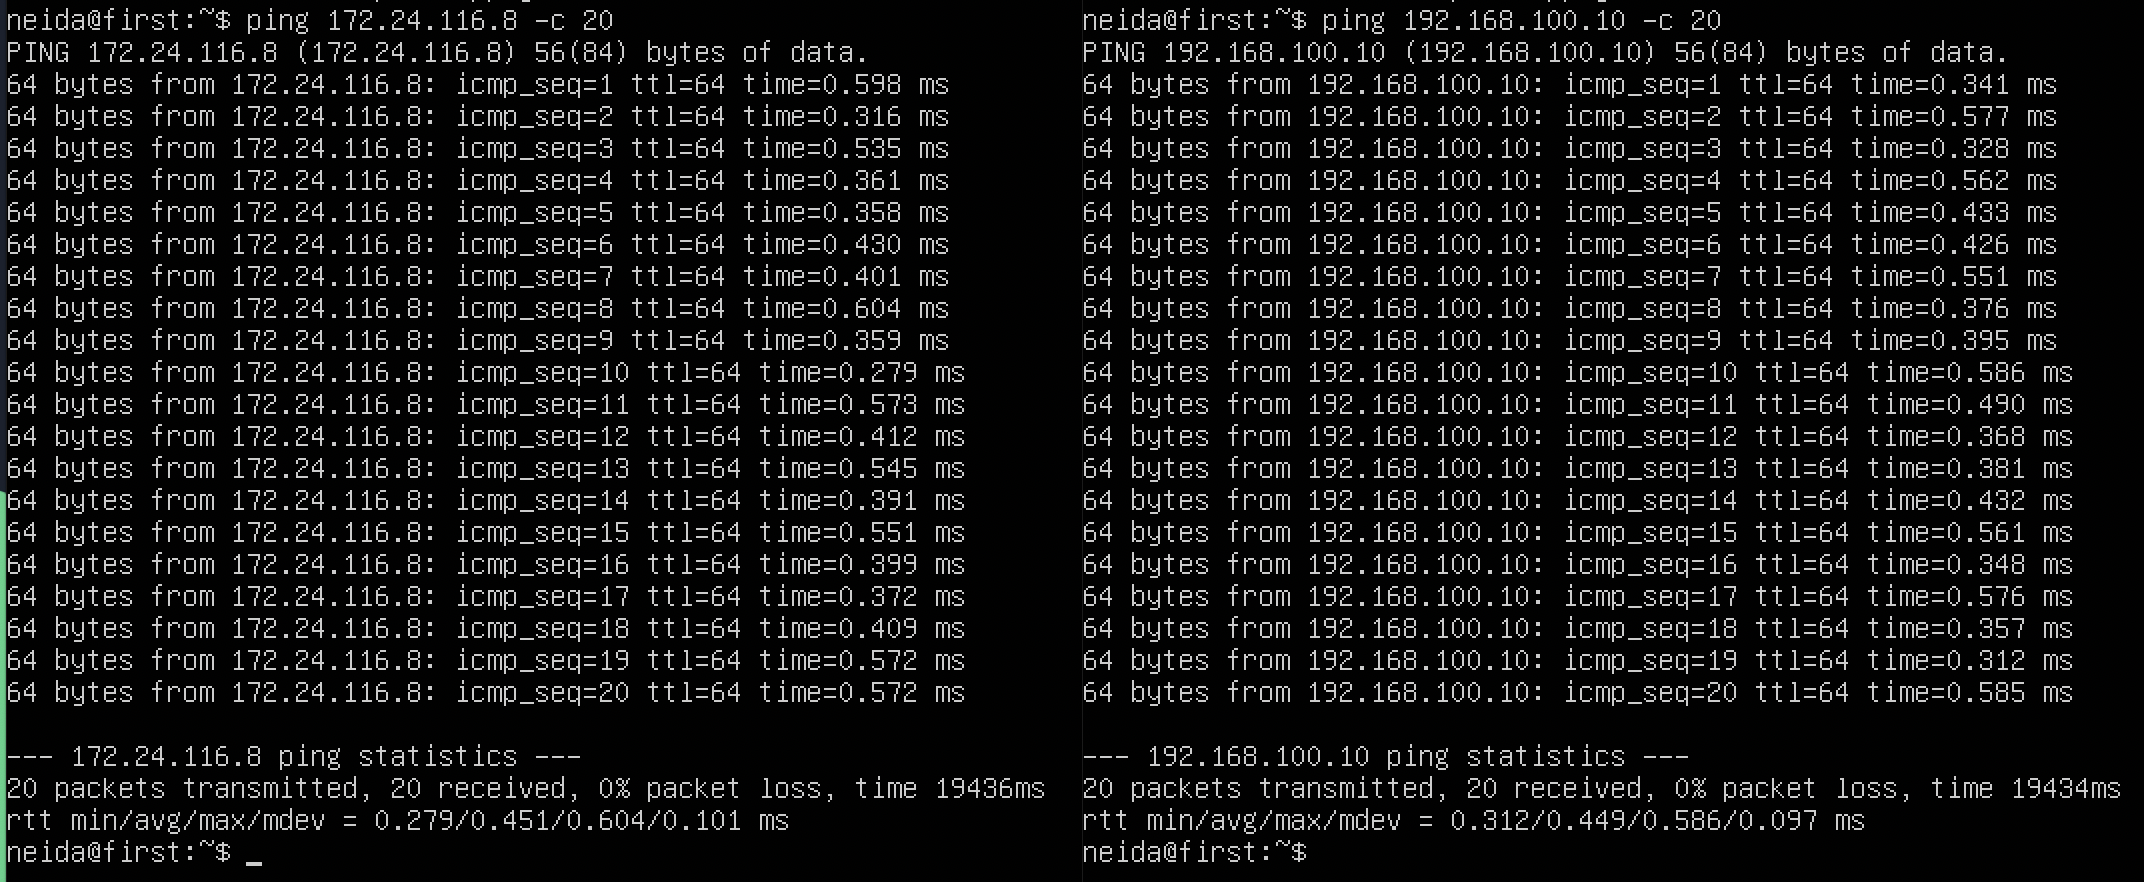 neida@first:~$ ping 172.24.116.8 -c 20
PING 172.24.116.8 (172.24.116.8) 56(84) bytes of data.
64 bytes from 172.24.116.8: icmp_seq=1 ttl=64 time=0.598 ms
64 bytes from 172.24.116.8: icmp_seq=2 ttl=64 time=0.316 ms
64 bytes from 172.24.116.8: icmp_seq=3 ttl=64 time=0.535 ms
64 bytes from 172.24.116.8: icmp_seq=4 ttl=64 time=0.361 ms
64 bytes from 172.24.116.8: icmp_seq=5 ttl=64 time=0.358 ms
64 bytes from 172.24.116.8: icmp_seq=6 ttl=64 time=0.430 ms
64 bytes from 172.24.116.8: icmp_seq=7 ttl=64 time=0.401 ms
64 bytes from 172.24.116.8: icmp_seq=8 ttl=64 time=0.604 ms
64 bytes from 172.24.116.8: icmp_seq=9 ttl=64 time=0.359 ms
64 bytes from 172.24.116.8: icmp_seq=10 ttl=64 time=0.279 ms
64 bytes from 172.24.116.8: icmp_seq=11 ttl=64 time=0.573 ms
64 bytes from 172.24.116.8: icmp_seq=12 ttl=64 time=0.412 ms
64 bytes from 172.24.116.8: icmp_seq=13 ttl=64 time=0.545 ms
64 bytes from 172.24.116.8: icmp_seq=14 ttl=64 time=0.391 ms
64 bytes from 172.24.116.8: icmp_seq=15 ttl=64 time=0.551 ms
64 bytes from 172.24.116.8: icmp_seq=16 ttl=64 time=0.399 ms
64 bytes from 172.24.116.8: icmp_seq=17 ttl=64 time=0.372 ms
64 bytes from 172.24.116.8: icmp_seq=18 ttl=64 time=0.409 ms
64 bytes from 172.24.116.8: icmp_seq=19 ttl=64 time=0.572 ms
64 bytes from 172.24.116.8: icmp_seq=20 ttl=64 time=0.572 ms
--- 172.24.116.8 ping statistics ---
20 packets transmitted, 20 received, 0% packet loss, time 19436ms
rtt min/avg/max/mdev = 0.279/0.451/0.604/0.101 ms
neida@first:~$ _
neida@first:~$ ping 192.168.100.10 -c 20
PING 192.168.100.10 (192.168.100.10) 56(84) bytes of data.
64 bytes from 192.168.100.10: icmp_seq=1 ttl=64 time=0.341 ms
64 bytes from 192.168.100.10: icmp_seq=2 ttl=64 time=0.577 ms
64 bytes from 192.168.100.10: icmp_seq=3 ttl=64 time=0.328 ms
64 bytes from 192.168.100.10: icmp_seq=4 ttl=64 time=0.562 ms
64 bytes from 192.168.100.10: icmp_seq=5 ttl=64 time=0.433 ms
64 bytes from 192.168.100.10: icmp_seq=6 ttl=64 time=0.426 ms
64 bytes from 192.168.100.10: icmp_seq=7 ttl=64 time=0.551 ms
64 bytes from 192.168.100.10: icmp_seq=8 ttl=64 time=0.376 ms
64 bytes from 192.168.100.10: icmp_seq=9 ttl=64 time=0.395 ms
64 bytes from 192.168.100.10: icmp_seq=10 ttl=64 time=0.586 ms
64 bytes from 192.168.100.10: icmp_seq=11 ttl=64 time=0.490 ms
64 bytes from 192.168.100.10: icmp_seq=12 ttl=64 time=0.368 ms
64 bytes from 192.168.100.10: icmp_seq=13 ttl=64 time=0.381 ms
64 bytes from 192.168.100.10: icmp_seq=14 ttl=64 time=0.432 ms
64 bytes from 192.168.100.10: icmp_seq=15 ttl=64 time=0.561 ms
64 bytes from 192.168.100.10: icmp_seq=16 ttl=64 time=0.348 ms
64 bytes from 192.168.100.10: icmp_seq=17 ttl=64 time=0.576 ms
64 bytes from 192.168.100.10: icmp_seq=18 ttl=64 time=0.357 ms
64 bytes from 192.168.100.10: icmp_seq=19 ttl=64 time=0.312 ms
64 bytes from 192.168.100.10: icmp_seq=20 ttl=64 time=0.585 ms
--- 192.168.100.10 ping statistics ---
20 packets transmitted, 20 received, 0% packet loss, time 19434ms
rtt min/avg/max/mdev = 0.312/0.449/0.586/0.097 ms
neida@first:~$